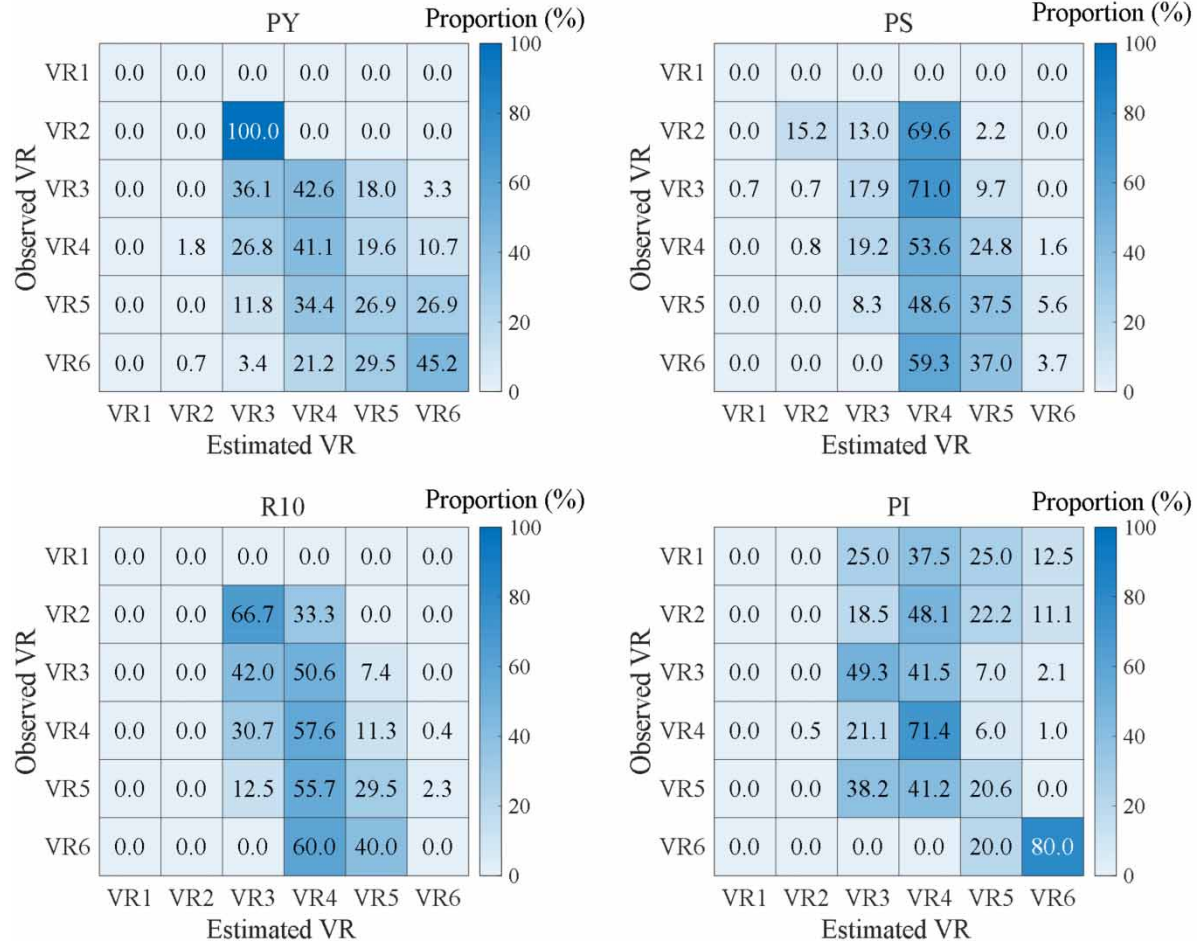 PY
Proportion (%)
Observed VR
VR1 0.0 0.0 0.0 0.0 0.0 0.0
VR2 0.0 0.0 100.0 0.0 0.0 0.0
VR3 0.0 0.0 36.1 42.6 18.0 3.3
VR4 0.0 1.8 26.8 41.1 19.6 10.7
VR5 0.0 0.0 11.8 34.4 26.9 26.9
VR6 0.0 0.7 3.4 21.2 29.5 45.2
VR1 VR2 VR3 VR4 VR5 VR6
Estimated VR
100
80
60
40
20
0
PS
Proportion (%)
Observed VR
VR1 0.0 0.0 0.0 0.0 0.0 0.0
VR2 0.0 15.2 13.0 69.6 2.2 0.0
VR3 0.7 0.7 17.9 71.0 9.7 0.0
VR4 0.0 0.8 19.2 53.6 24.8 1.6
VR5 0.0 0.0 8.3 48.6 37.5 5.6
VR6 0.0 0.0 0.0 59.3 37.0 3.7
VR1 VR2 VR3 VR4 VR5 VR6
Estimated VR
100
80
60
40
20
0
R10
Proportion (%)
Observed VR
VR1 0.0 0.0 0.0 0.0 0.0 0.0
VR2 0.0 0.0 66.7 33.3 0.0 0.0
VR3 0.0 0.0 42.0 50.6 7.4 0.0
VR4 0.0 0.0 30.7 57.6 11.3 0.4
VR5 0.0 0.0 12.5 55.7 29.5 2.3
VR6 0.0 0.0 0.0 60.0 40.0 0.0
VR1 VR2 VR3 VR4 VR5 VR6
Estimated VR
100
80
60
40
20
0
PI
Proportion (%)
Observed VR
VR1 0.0 0.0 25.0 37.5 25.0 12.5
VR2 0.0 0.0 18.5 48.1 22.2 11.1
VR3 0.0 0.0 49.3 41.5 7.0 2.1
VR4 0.0 0.5 21.1 71.4 6.0 1.0
VR5 0.0 0.0 38.2 41.2 20.6 0.0
VR6 0.0 0.0 0.0 0.0 20.0 80.0
VR1 VR2 VR3 VR4 VR5 VR6
Estimated VR
100
80
60
40
20
0